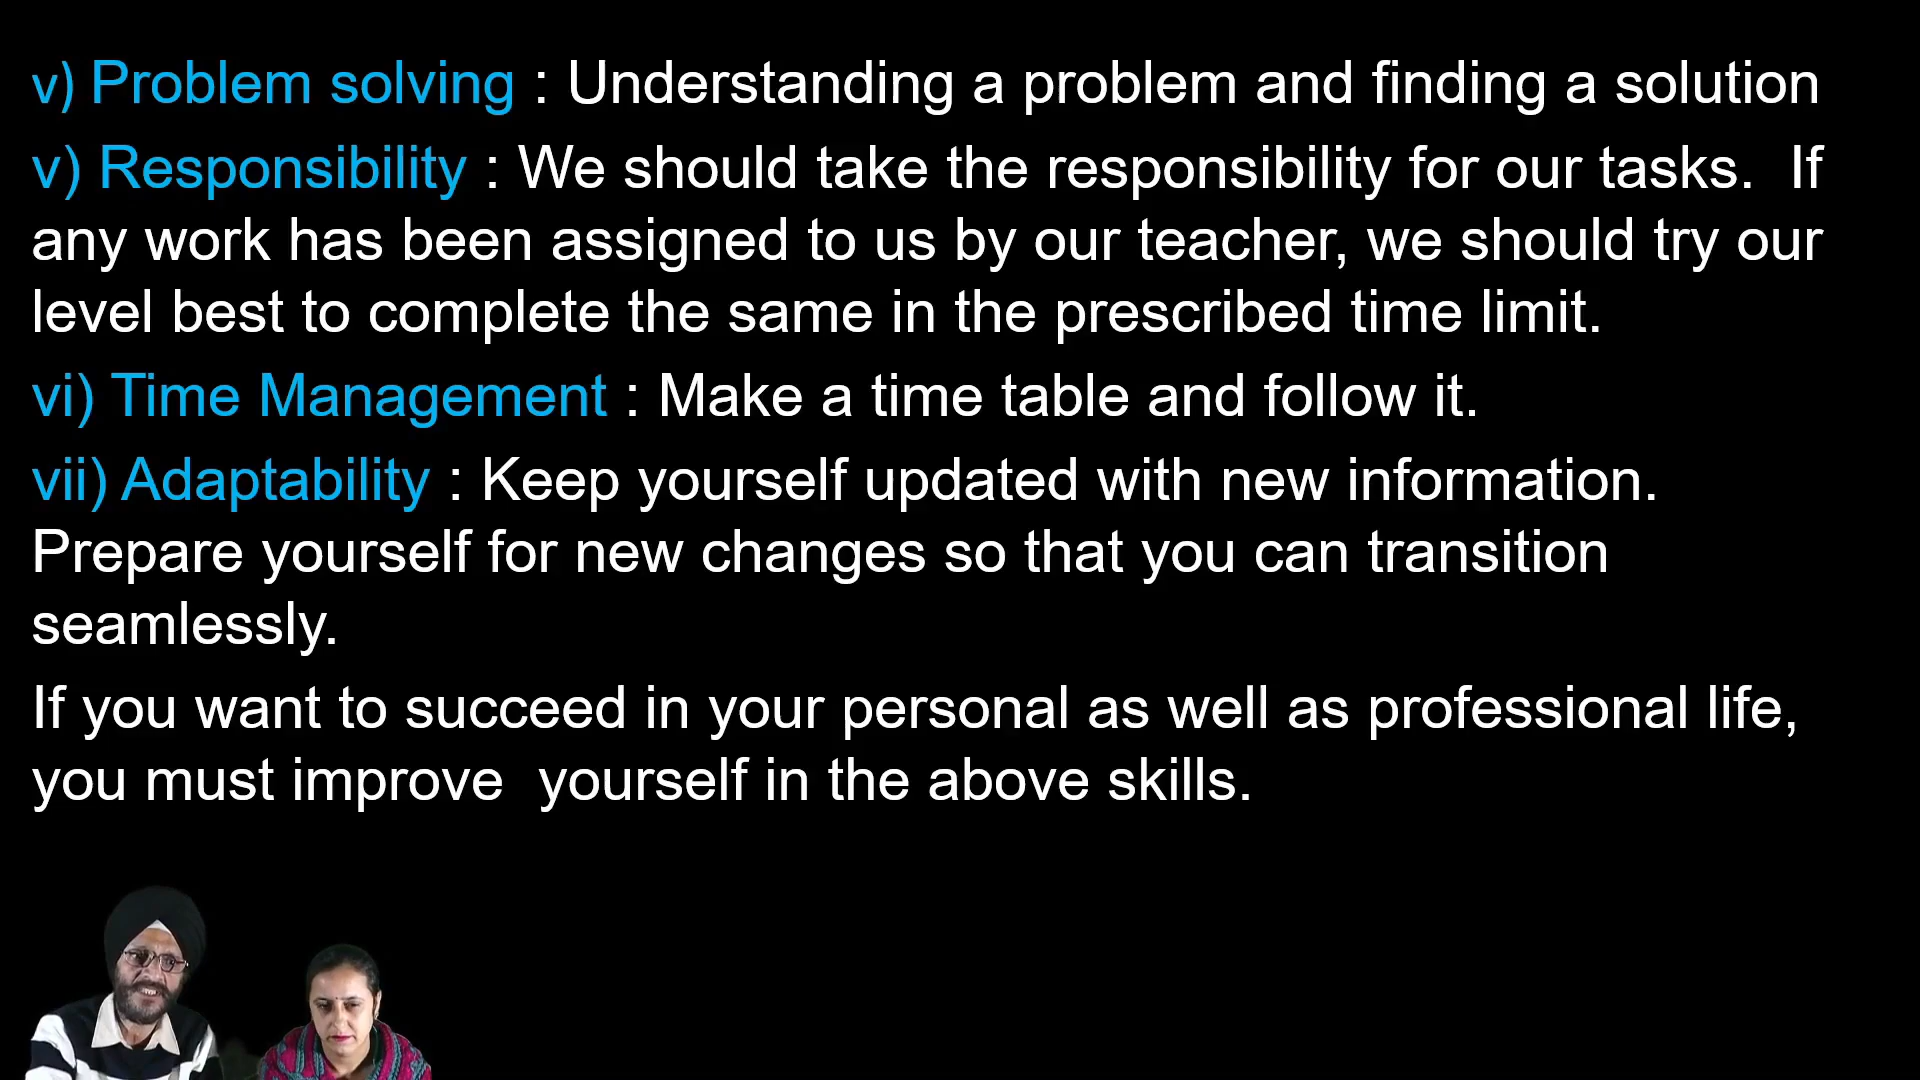 v) Problem solving : Understanding a problem and finding a solution
v) Responsibility : We should take the responsibility for our tasks.  If
any work has been assigned to us by our teacher, we should try our
level best to complete the same in the prescribed time limit.
vi) Time Management : Make a time table and follow it.
vii) Adaptability : Keep yourself updated with new information.
Prepare yourself for new changes so that you can transition
seamlessly.
If you want to succeed in your personal as well as professional life,
you must improve  yourself in the above skills.